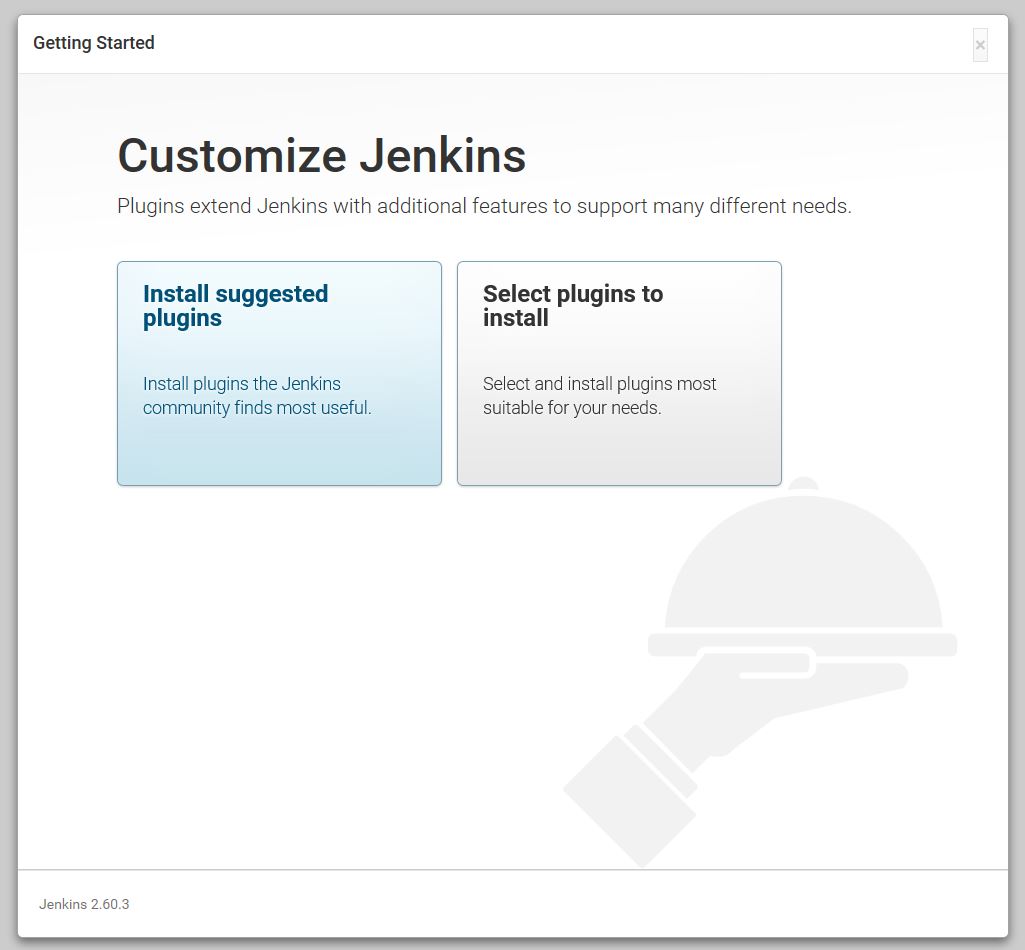 Getting Started
×
Customize Jenkins
Plugins extend Jenkins with additional features to support many different needs.
Install suggested
plugins
Install plugins the Jenkins
community finds most useful.
Select plugins to
install
Select and install plugins most
suitable for your needs.
Jenkins 2.60.3